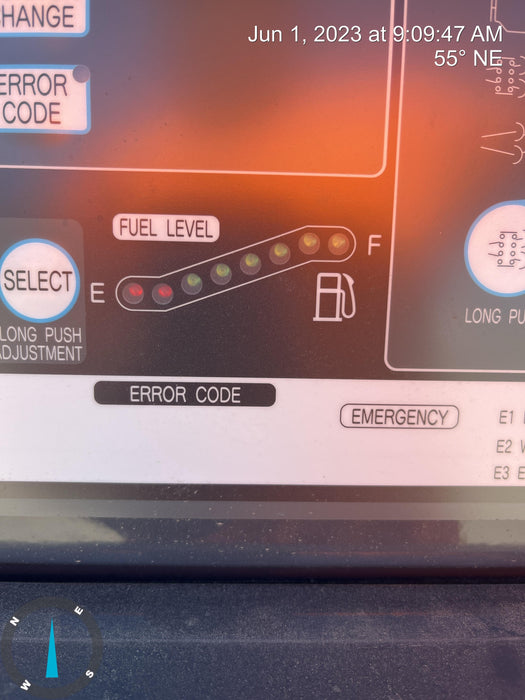 Jun 1, 2023 at 9:09:47 AM
55° NE
CHANGE
ERROR
CODE
FUEL LEVEL
F
SELECT
E
LONG PUSH
ADJUSTMENT
LONG
ERROR CODE
EMERGENCY
E1
E2
E3
N
E
W
S